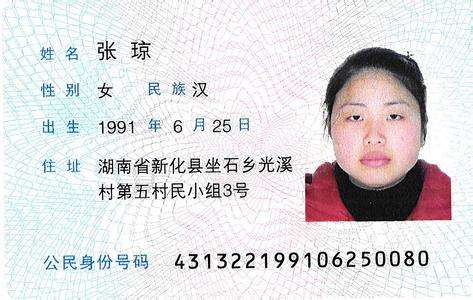 姓名 张琼
性别 女 民族 汉
出生 1991 年 6 月 25 日
住址 湖南省新化县坐石乡光溪
村第五村民小组3号
公民身份号码 431322199106250080